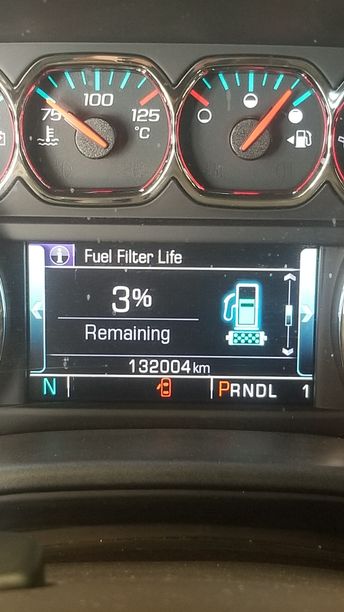 75 100 125
°C
Fuel Filter Life
3%
Remaining
132004 km
N PRNDL 1